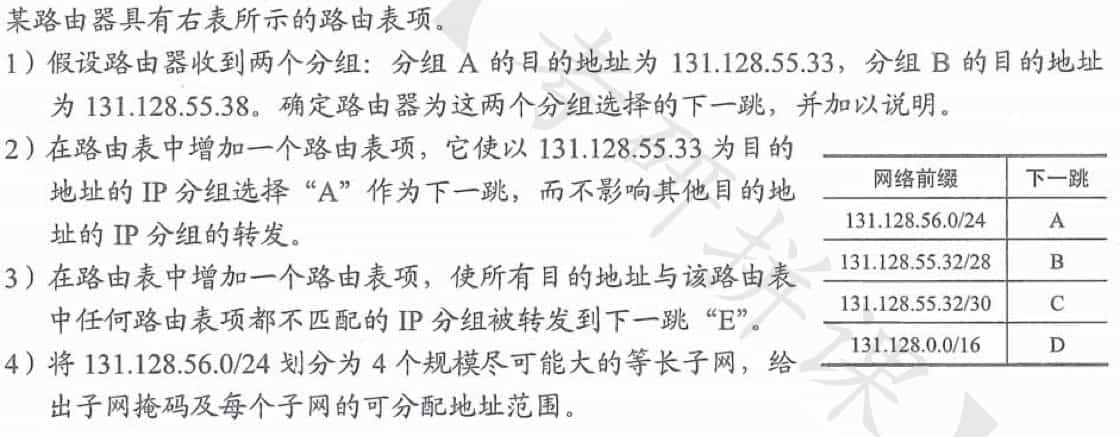 某路由器具有右表所示的路由表项。
1）假设路由器收到两个分组：分组 A 的目的地址为 131.128.55.33，分组 B 的目的地址
为 131.128.55.38。确定路由器为这两个分组选择的下一跳，并加以说明。
2）在路由表中增加一个路由表项，它使以 131.128.55.33 为目的
地址的 IP 分组选择“A”作为下一跳，而不影响其他目的地
址的 IP 分组的转发。
3）在路由表中增加一个路由表项，使所有目的地址与该路由表
中任何路由表项都不匹配的 IP 分组被转发到下一跳“E”。
4）将 131.128.56.0/24 划分为 4 个规模尽可能大的等长子网，给
出子网掩码及每个子网的可分配地址范围。
网络前缀 下一跳
131.128.56.0/24 A
131.128.55.32/28 B
131.128.55.32/30 C
131.128.0.0/16 D